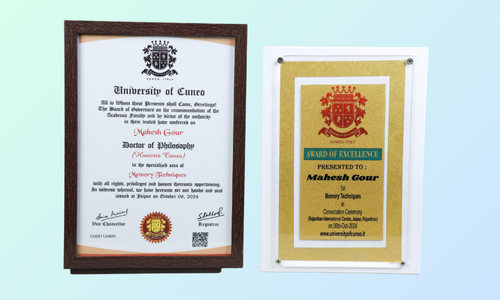 CUNEO, ITALY
University of Cuneo
All to Whom these Presents shall Come, Greetings!
The Board of Governors on the recommendation of the
Academic Faculty and by virtue of the authority
in them vested have conferred on
Mahesh Gour
Doctor of Philosophy
(Honoris Causa)
in the specialized area of
Memory Techniques
with all rights, privileges and honors thereunto appertaining.
In witness whereof, we have hereunto set our hands and seal
issued at Jaipur on October 06, 2024
Vice Chancellor
Registrar
CUNEO-ITALY
AWARD OF EXCELLENCE
PRESENTED TO :
Mahesh Gour
for
Memory Techniques
in
Convocation Ceremony
(Rajasthan International Centre, Jaipur, Rajasthan)
on 06th Oct-2024
www.universityofcuneo.it